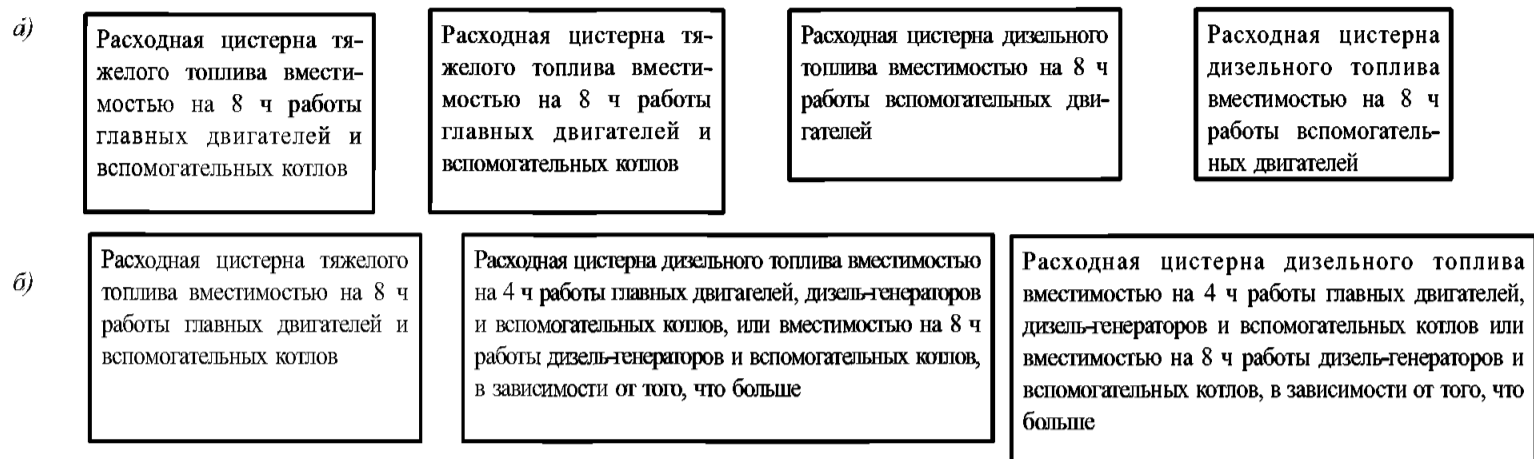 а)
Расходная цистерна тя-
желого топлива вмести-
мостью на 8 ч работы
главных двигателей и
вспомогательных котлов
Расходная цистерна тя-
желого топлива вмести-
мостью на 8 ч работы
главных двигателей и
вспомогательных котлов
Расходная цистерна дизельного
топлива вместимостью на 8 ч
работы вспомогательных дви-
гателей
Расходная цистерна
дизельного топлива
вместимостью на 8 ч
работы вспомогатель-
ных двигателей
б)
Расходная цистерна тяжелого
топлива вместимостью на 8 ч
работы главных двигателей и
вспомогательных котлов
Расходная цистерна дизельного топлива вместимостью
на 4 ч работы главных двигателей, дизель-генераторов
и вспомогательных котлов, или вместимостью на 8 ч
работы дизель-генераторов и вспомогательных котлов,
в зависимости от того, что больше
Расходная цистерна дизельного топлива
вместимостью на 4 ч работы главных двигателей,
дизель-генераторов и вспомогательных котлов или
вместимостью на 8 ч работы дизель-генераторов и
вспомогательных котлов, в зависимости от того, что
больше